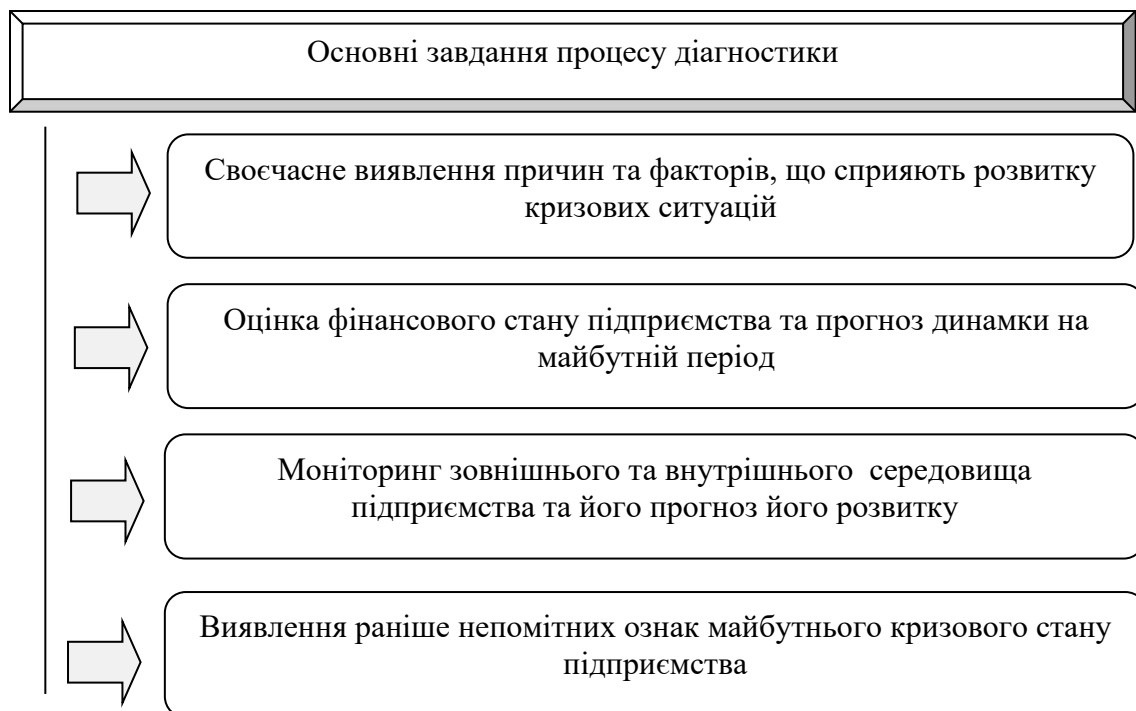 Основні завдання процесу діагностики
Своєчасне виявлення причин та факторів, що сприяють розвитку
кризових ситуацій
Оцінка фінансового стану підприємства та прогноз динамки на
майбутній період
Моніторинг зовнішнього та внутрішнього  середовища
підприємства та його прогноз його розвитку
Виявлення раніше непомітних ознак майбутнього кризового стану
підприємства